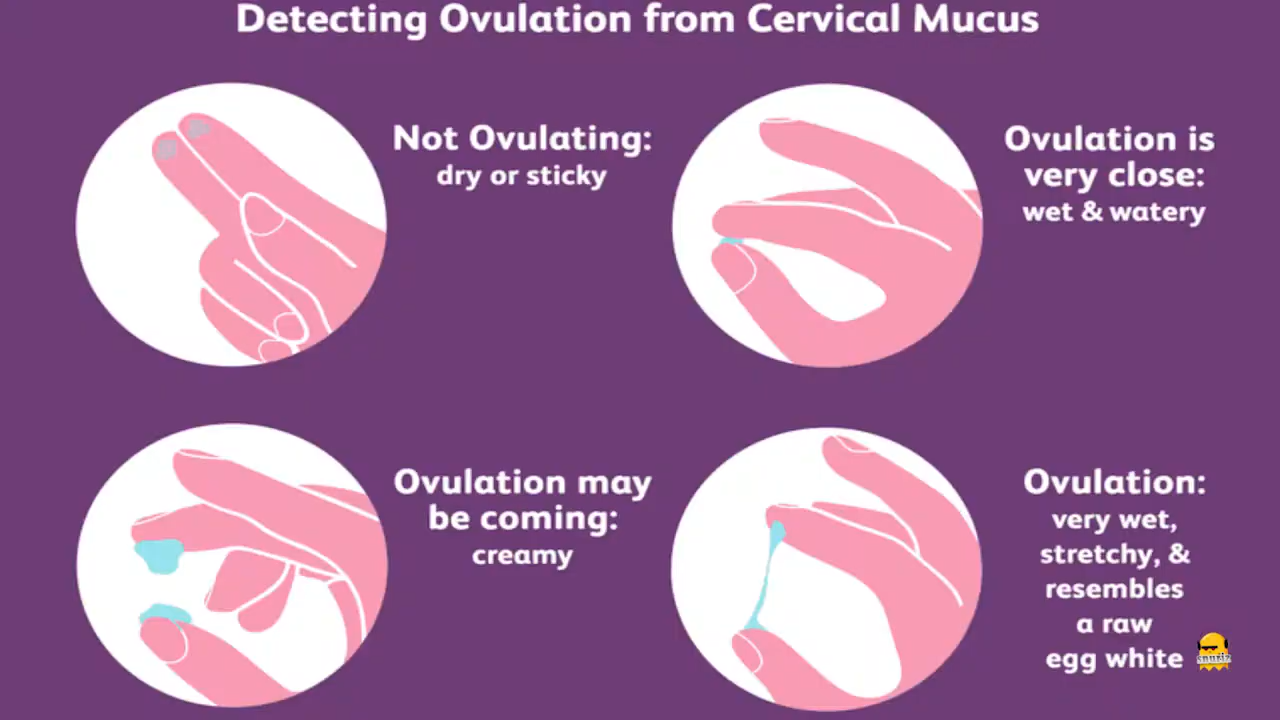 Detecting Ovulation from Cervical Mucus
Not Ovulating:
dry or sticky
Ovulation is
very close:
wet & watery
Ovulation may
be coming:
creamy
Ovulation:
very wet,
stretchy, &
resembles
a raw
egg white